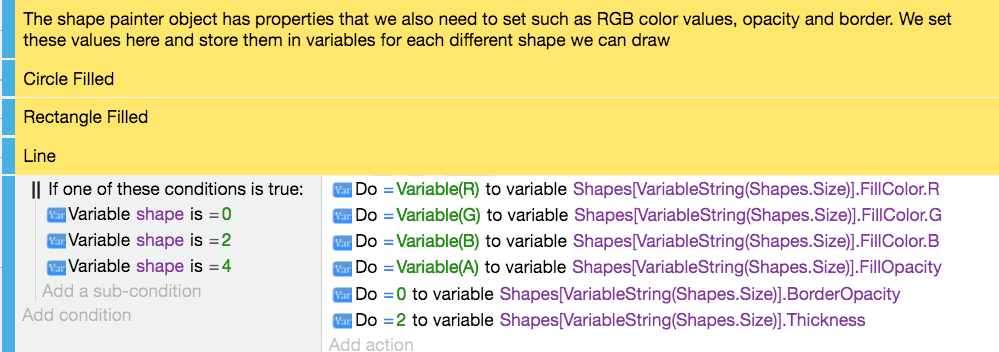 The shape painter object has properties that we also need to set such as RGB color values, opacity and border. We set
these values here and store them in variables for each different shape we can draw
Circle Filled
Rectangle Filled
Line
If one of these conditions is true:
Var Variable shape is = 0
Var Variable shape is = 2
Var Variable shape is = 4
Add a sub-condition
Add condition
Var Do = Variable(R) to variable Shapes[VariableString(Shapes.Size)].FillColor.R
Var Do = Variable(G) to variable Shapes[VariableString(Shapes.Size)].FillColor.G
Var Do = Variable(B) to variable Shapes[VariableString(Shapes.Size)].FillColor.B
Var Do = Variable(A) to variable Shapes[VariableString(Shapes.Size)].FillOpacity
Var Do = 0 to variable Shapes[VariableString(Shapes.Size)].BorderOpacity
Var Do = 2 to variable Shapes[VariableString(Shapes.Size)].Thickness
Add action